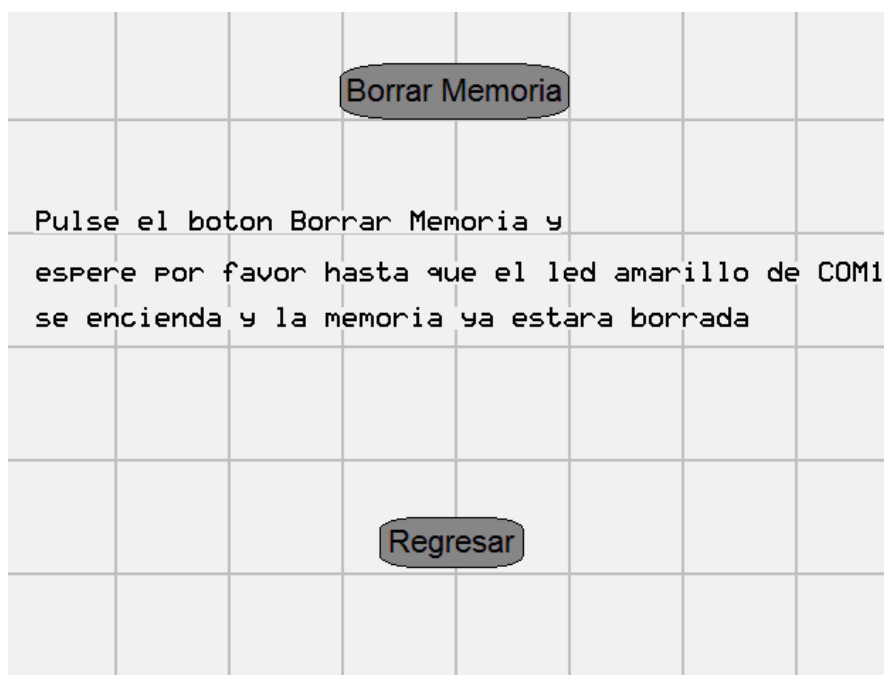 Borrar Memoria
Pulse el boton Borrar Memoria y
espere por favor hasta que el led amarillo de COM1
se encienda y la memoria ya estara borrada
Regresar